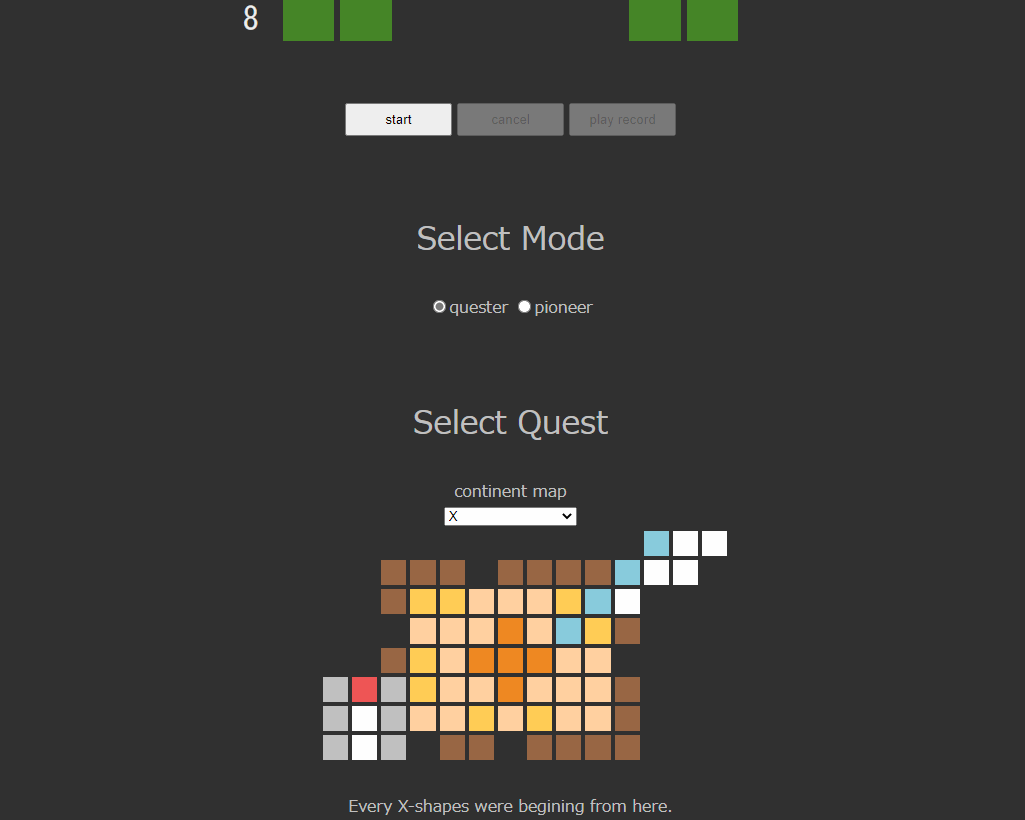 8
start cancel play record
Select Mode
quester pioneer
Select Quest
continent map
X
Every X-shapes were begining from here.